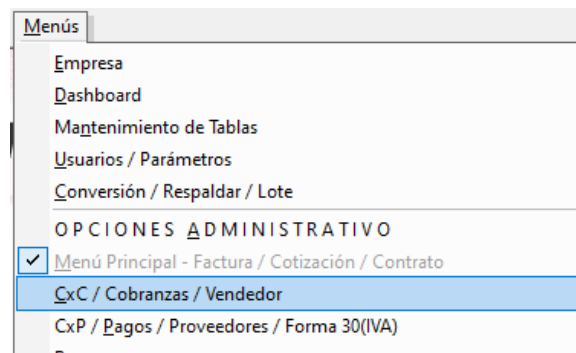 Menús
Empresa
Dashboard
Mantenimiento de Tablas
Usuarios / Parámetros
Conversión / Respaldar / Lote
OPCIONES ADMINISTRATIVO
Menú Principal - Factura / Cotización / Contrato
CxC / Cobranzas / Vendedor
CxP / Pagos / Proveedores / Forma 30(IVA)